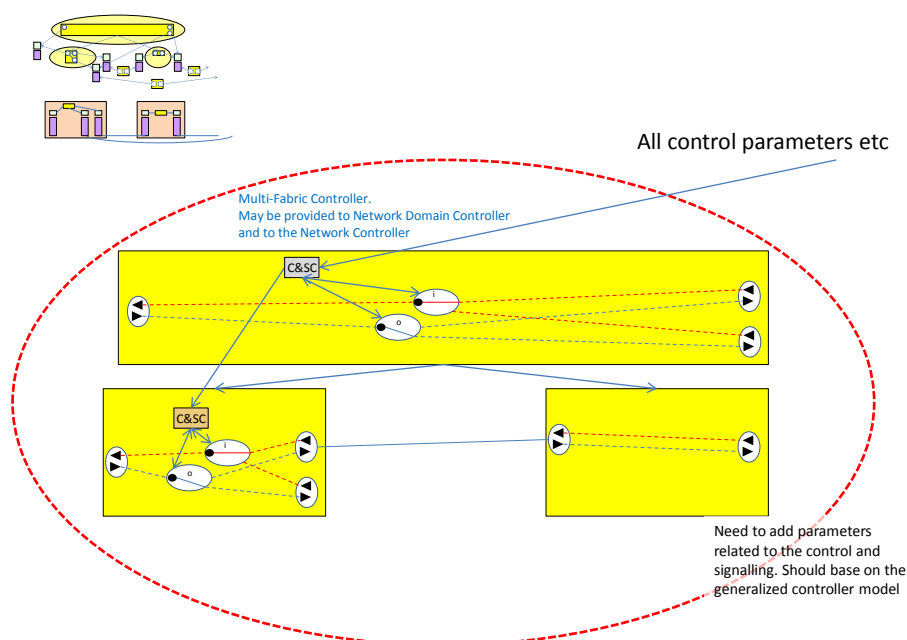 All control parameters etc
Multi-Fabric Controller.
May be provided to Network Domain Controller
and to the Network Controller
C&SC
i
o
C&SC
i
o
Need to add parameters
related to the control and
signalling. Should base on the
generalized controller model